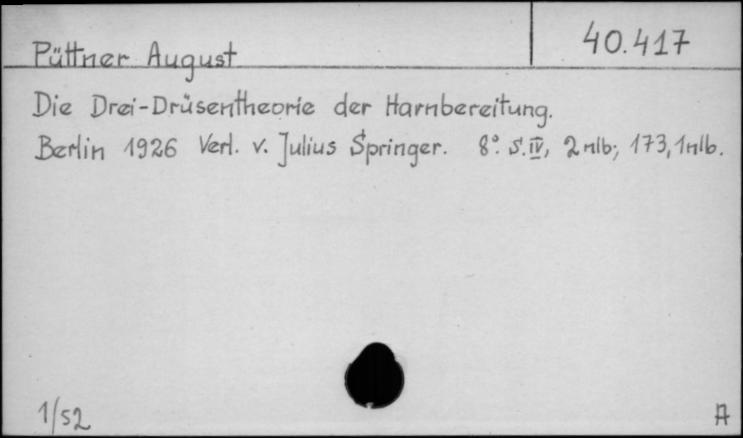 Püttner August
40.417
Die Drei-Drüsentheorie der Harnbereitung.
Berlin 1926 Verl. v. Julius Springer. 8° S.IV, 2 nlb; 173, 1 nlb.
1/52
A